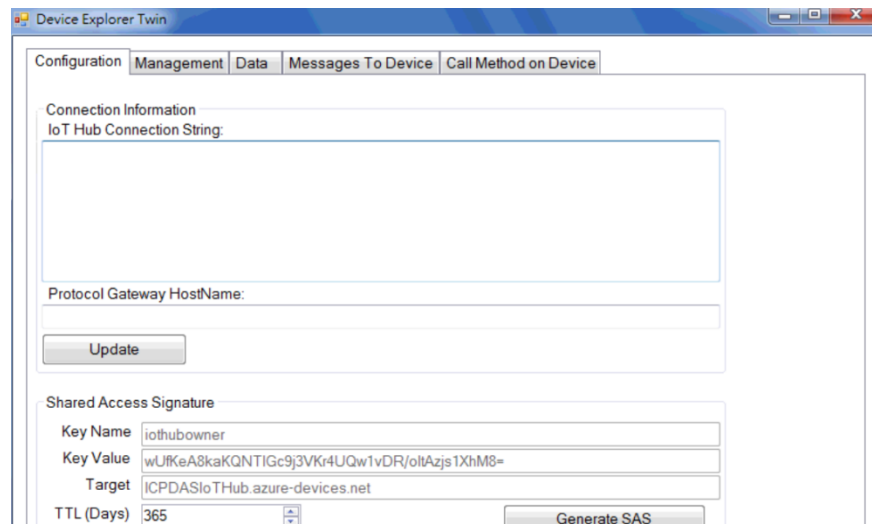 Device Explorer Twin
Configuration Management Data Messages To Device Call Method on Device
Connection Information
IoT Hub Connection String:
Protocol Gateway HostName:
Update
Shared Access Signature
Key Name iothubowner
Key Value wUfKeA8kaKQNTIGc9j3VKr4UQw1vDR/oltAzjs1XhM8=
Target ICPDASIoTHub.azure-devices.net
TTL (Days) 365 Generate SAS